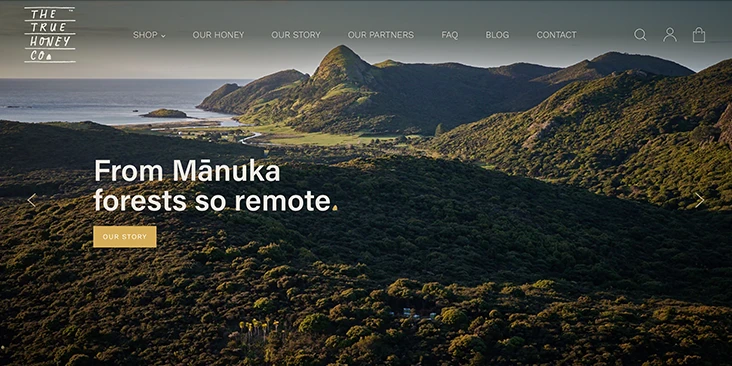 THE
TRUE
HONEY
CO.
SHOP OUR HONEY OUR STORY OUR PARTNERS FAQ BLOG CONTACT
From Mānuka
forests so remote.
OUR STORY